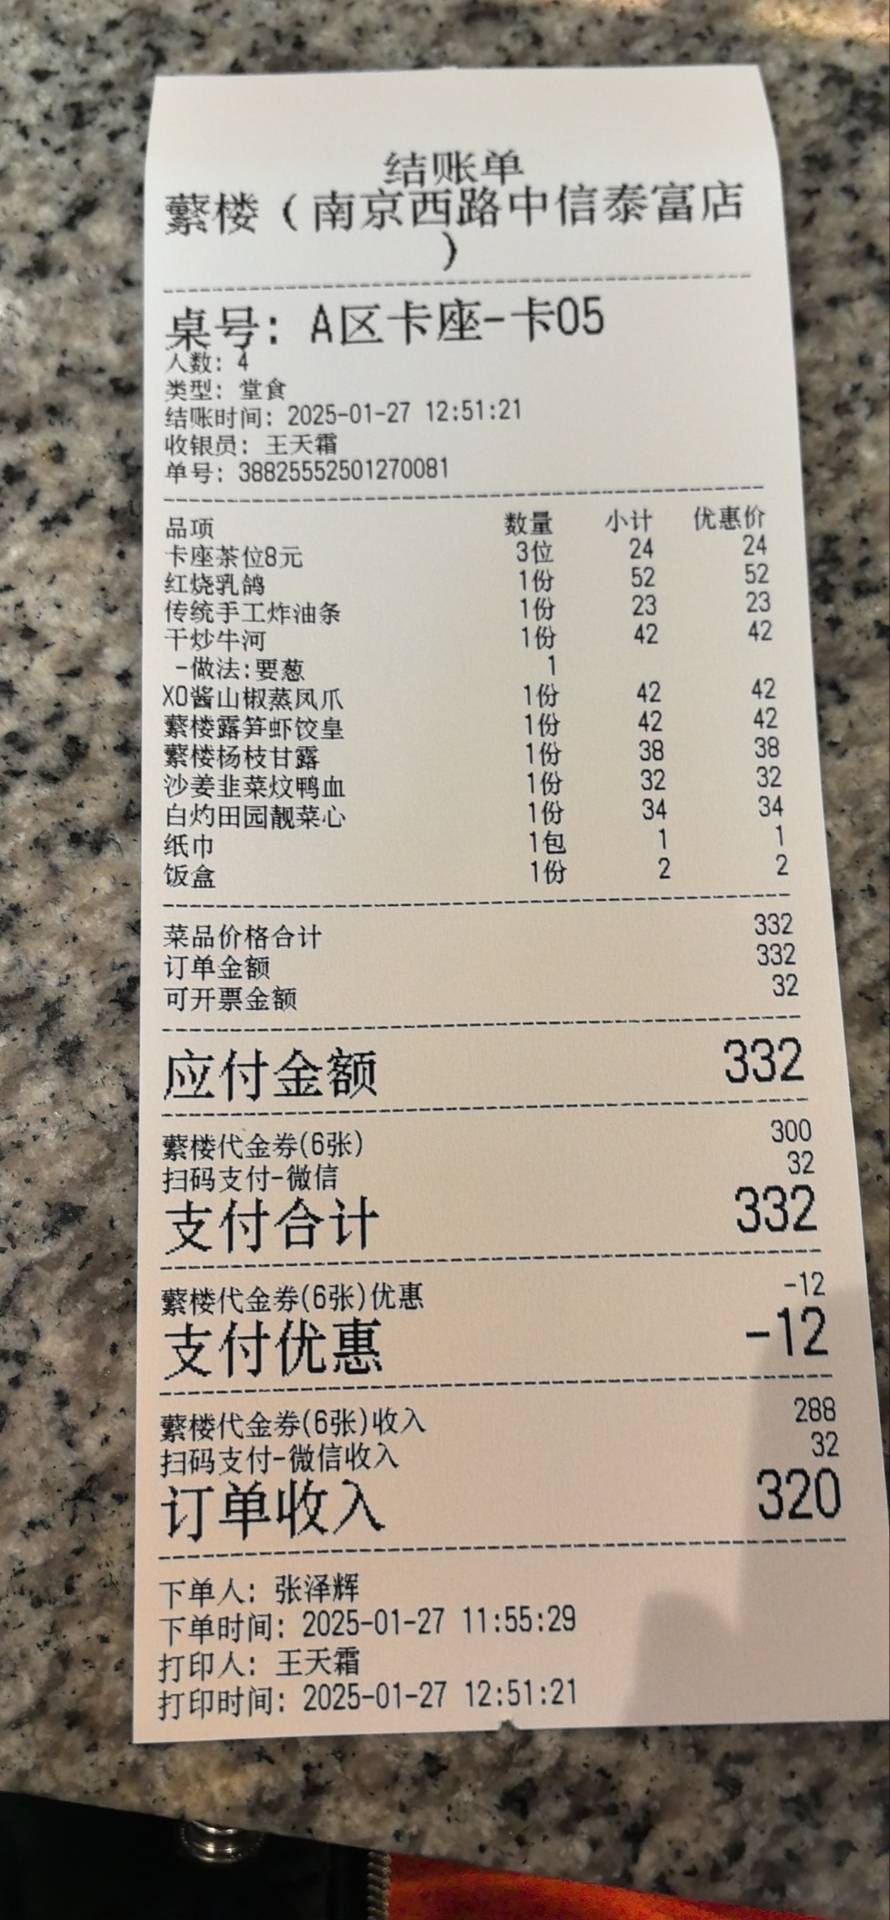 结账单
蘩楼（南京西路中信泰富店
）
桌号: A区卡座-卡05
人数: 4
类型: 堂食
结账时间: 2025-01-27 12:51:21
收银员: 王天霜
单号: 38825552501270081
品项 数量 小计 优惠价
卡座茶位8元 3位 24 24
红烧乳鸽 1份 52 52
传统手工炸油条 1份 23 23
干炒牛河 1份 42 42
-做法:要葱 1
XO酱山椒蒸凤爪 1份 42 42
蘩楼露笋虾饺皇 1份 42 42
蘩楼杨枝甘露 1份 38 38
沙姜韭菜炆鸭血 1份 32 32
白灼田园靓菜心 1份 34 34
纸巾 1包 1 1
饭盒 1份 2 2
菜品价格合计 332
订单金额 332
可开票金额 32
应付金额 332
蘩楼代金券(6张) 300
扫码支付-微信 32
支付合计 332
蘩楼代金券(6张)优惠 -12
支付优惠 -12
蘩楼代金券(6张)收入 288
扫码支付-微信收入 32
订单收入 320
下单人: 张泽辉
下单时间: 2025-01-27 11:55:29
打印人: 王天霜
打印时间: 2025-01-27 12:51:21